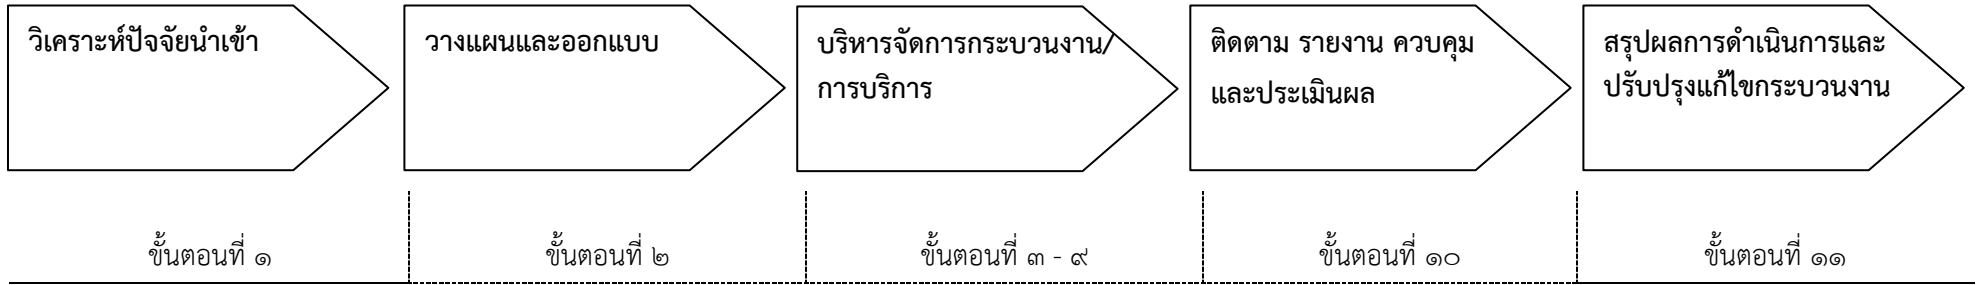 วิเคราะห์ปัจจัยนำเข้า
วางแผนและออกแบบ
บริหารจัดการกระบวนงาน/
การบริการ
ติดตาม รายงาน ควบคุม
และประเมินผล
สรุปผลการดำเนินการและ
ปรับปรุงแก้ไขกระบวนงาน
ขั้นตอนที่ ๑
ขั้นตอนที่ ๒
ขั้นตอนที่ ๓ - ๙
ขั้นตอนที่ ๑๐
ขั้นตอนที่ ๑๑